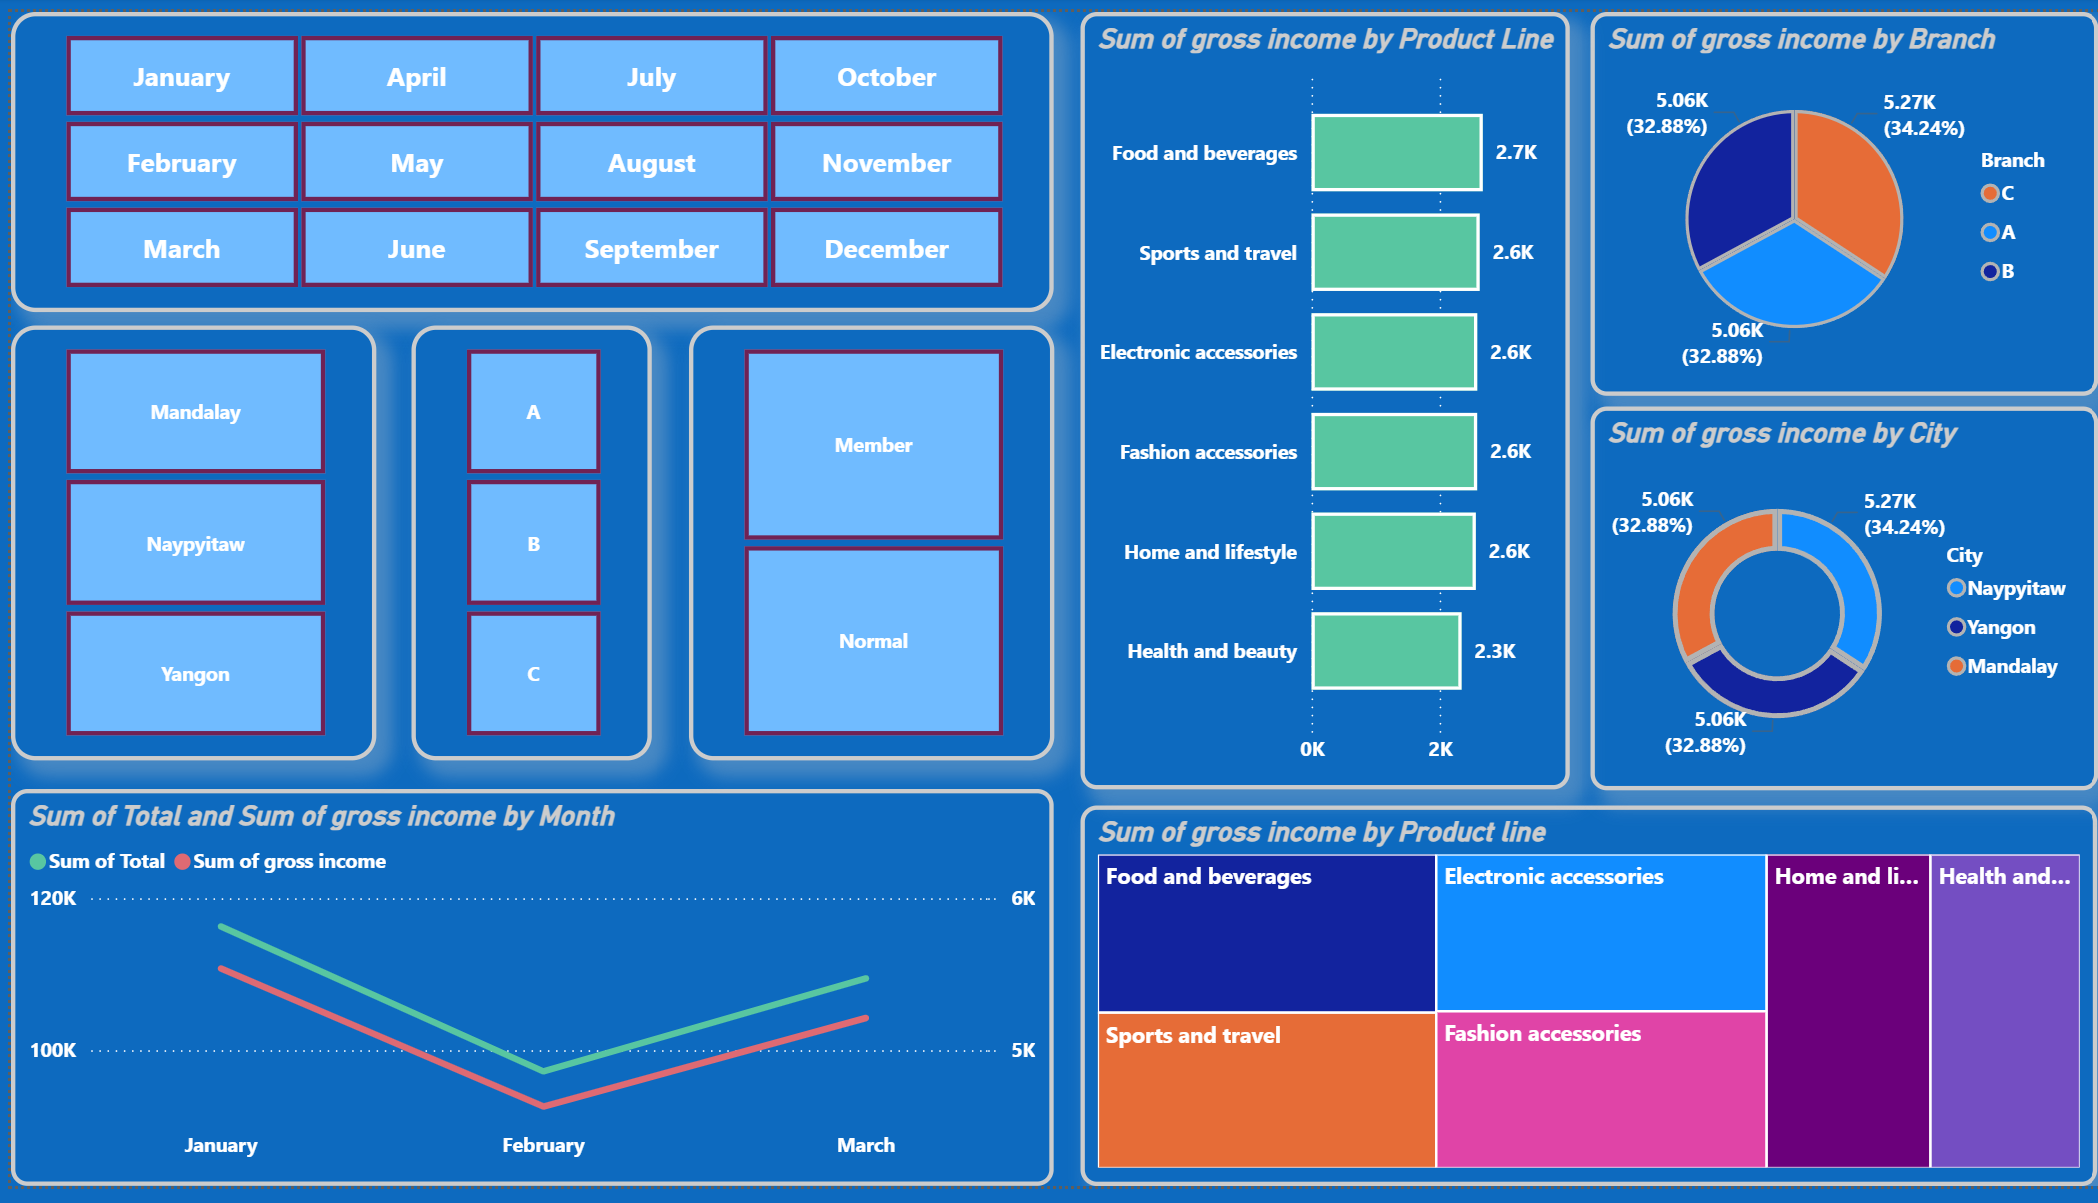 January
April
July
October
February
May
August
November
March
June
September
December
Mandalay
Naypyitaw
Yangon
A
B
C
Member
Normal
Sum of gross income by Product Line
Food and beverages
2.7K
Sports and travel
2.6K
Electronic accessories
2.6K
Fashion accessories
2.6K
Home and lifestyle
2.6K
Health and beauty
2.3K
0K
2K
Sum of gross income by Branch
5.06K
(32.88%)
5.27K
(34.24%)
5.06K
(32.88%)
Branch
C
A
B
Sum of gross income by City
5.06K
(32.88%)
5.27K
(34.24%)
5.06K
(32.88%)
City
Naypyitaw
Yangon
Mandalay
Sum of Total and Sum of gross income by Month
Sum of Total
Sum of gross income
120K
6K
100K
5K
January
February
March
Sum of gross income by Product line
Food and beverages
Electronic accessories
Home and li...
Health and...
Sports and travel
Fashion accessories